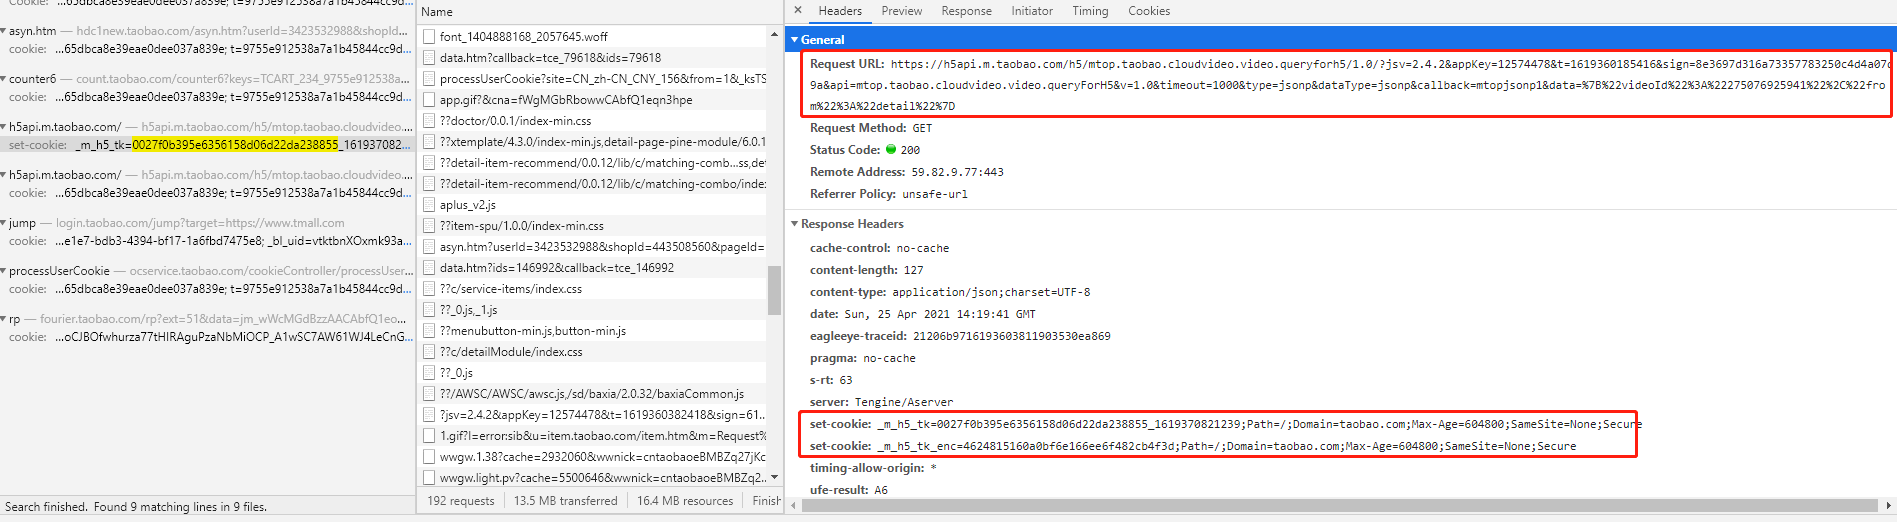 cookie: ...65dbca8e39eae0dee037a839e; t=9755e912538a7a1b45844cc9d...
asyn.htm — hdc1new.taobao.com/asyn.htm?userId=3423532988&shopId...
cookie: ...65dbca8e39eae0dee037a839e; t=9755e912538a7a1b45844cc9d...
counter6 — count.taobao.com/counter6?keys=TCART_234_9755e912538a...
cookie: ...65dbca8e39eae0dee037a839e; t=9755e912538a7a1b45844cc9d...
h5api.m.taobao.com/ — h5api.m.taobao.com/h5/mtop.taobao.cloudvideo....
set-cookie: _m_h5_tk=0027f0b395e6356158d06d22da238855_161937082...
h5api.m.taobao.com/ — h5api.m.taobao.com/h5/mtop.taobao.cloudvideo....
cookie: ...65dbca8e39eae0dee037a839e; t=9755e912538a7a1b45844cc9d...
jump — login.taobao.com/jump?target=https://www.tmall.com
cookie: ...e1e7-bdb3-4394-bf17-1a6fbd7475e8; _bl_uid=vtktbnXOxmk93a...
processUserCookie — ocservice.taobao.com/cookieController/processUser...
cookie: ...65dbca8e39eae0dee037a839e; t=9755e912538a7a1b45844cc9d...
rp — fourier.taobao.com/rp?ext=51&data=jm_wWcMGdBzzAACAbfQ1eo...
cookie: ...oCJBOfwhurza77tHIRAguPzaNbMiOCP_A1wSC7AW61WJ4LeCnG...
Search finished. Found 9 matching lines in 9 files.
Name
font_1404888168_2057645.woff
data.htm?callback=tce_79618&ids=79618
processUserCookie?site=CN_zh-CN_CNY_156&from=1&_ksTS
app.gif?&cna=fWgMGbRbowwCAbfQ1eqn3hpe
??doctor/0.0.1/index-min.css
??xtemplate/4.3.0/index-min.js,detail-page-pine-module/6.0.1
??detail-item-recommend/0.0.12/lib/c/matching-comb...ss,de
??detail-item-recommend/0.0.12/lib/c/matching-combo/index
aplus_v2.js
??item-spu/1.0.0/index-min.css
asyn.htm?userId=3423532988&shopId=443508560&pageId=
data.htm?ids=146992&callback=tce_146992
??c/service-items/index.css
??_0.js,_1.js
??menubutton-min.js,button-min.js
??c/detailModule/index.css
??_0.js
??/AWSC/AWSC/awsc.js,/sd/baxia/2.0.32/baxiaCommon.js
?jsv=2.4.2&appKey=12574478&t=1619360382418&sign=61...
1.gif?l=error:sib&u=item.taobao.com/item.htm&m=Request%
wwgw.1.38?cache=2932060&wwnick=cntaobaoeBMBZq27jKc
wwgw.light.pv?cache=5500646&wwnick=cntaobaoeBMBZq2...
192 requests 13.5 MB transferred 16.4 MB resources Finish
× Headers Preview Response Initiator Timing Cookies
General
Request URL: https://h5api.m.taobao.com/h5/mtop.taobao.cloudvideo.video.queryforh5/1.0/?jsv=2.4.2&appKey=12574478&t=1619360185416&sign=8e3697d316a73357783250c4d4a07c
9a&api=mtop.taobao.cloudvideo.video.queryForH5&v=1.0&timeout=1000&type=jsonp&dataType=jsonp&callback=mtopjsonp1&data=%7B%22videoId%22%3A%22275076925941%22%2C%22fro
m%22%3A%22detail%22%7D
Request Method: GET
Status Code: 200
Remote Address: 59.82.9.77:443
Referrer Policy: unsafe-url
Response Headers
cache-control: no-cache
content-length: 127
content-type: application/json;charset=UTF-8
date: Sun, 25 Apr 2021 14:19:41 GMT
eagleeye-traceid: 21206b9716193603811903530ea869
pragma: no-cache
s-rt: 63
server: Tengine/Aserver
set-cookie: _m_h5_tk=0027f0b395e6356158d06d22da238855_1619370821239;Path=/;Domain=taobao.com;Max-Age=604800;SameSite=None;Secure
set-cookie: _m_h5_tk_enc=4624815160a0bf6e166ee6f482cb4f3d;Path=/;Domain=taobao.com;Max-Age=604800;SameSite=None;Secure
timing-allow-origin: *
ufe-result: A6